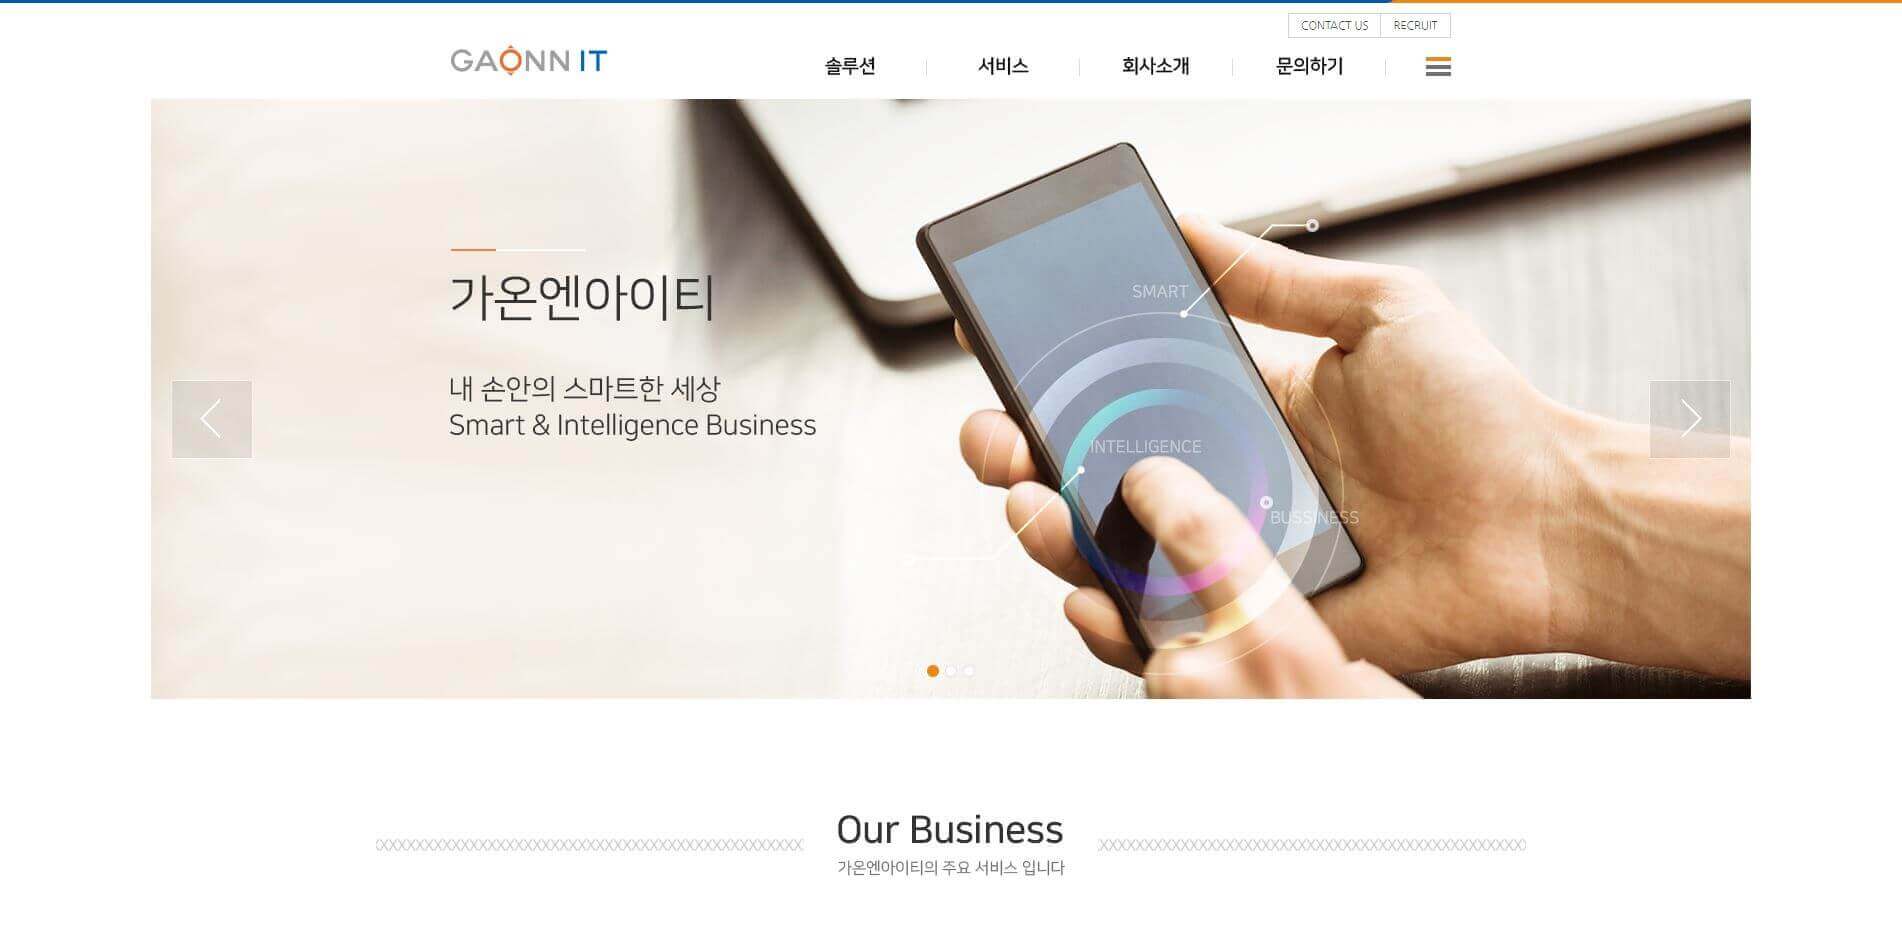 CONTACT US
RECRUIT
GAONN IT
솔루션
서비스
회사소개
문의하기
가온엔아이티
내 손안의 스마트한 세상
Smart & Intelligence Business
SMART
INTELLIGENCE
BUSSINESS
Our Business
가온엔아이티의 주요 서비스 입니다